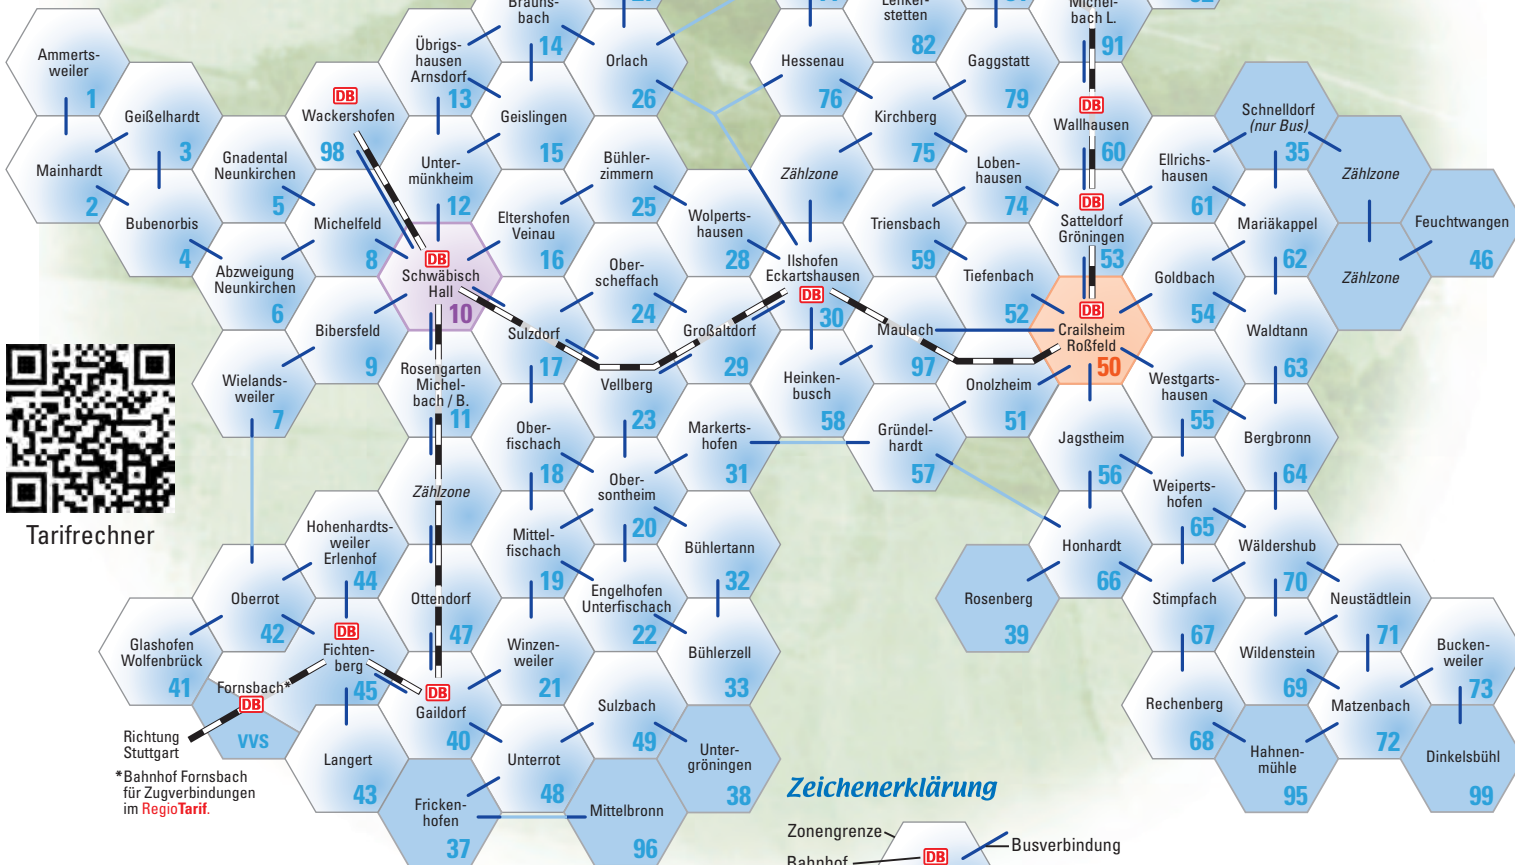 Brauns-
bach
14
Lenker-
stetten
82
Michel-
bach L.
91
Ammerts-
weiler
1
Übrigs-
hausen
Arnsdorf
13
Orlach
26
Hessenau
76
Gaggstatt
79
DB
Wackershofen
98
Geißelhardt
3
Geislingen
15
Kirchberg
75
DB
Wallhausen
60
Schnelldorf
(nur Bus)
35
Mainhardt
2
Gnadental
Neunkirchen
5
Unter-
münkheim
12
Bühler-
zimmern
25
Zählzone
Loben-
hausen
74
Ellrichs-
hausen
61
Zählzone
Bubenorbis
4
Michelfeld
8
Eltershofen
Veinau
16
Wolperts-
hausen
28
Triensbach
59
DB
Satteldorf
Gröningen
53
Mariäkappel
62
Feuchtwangen
46
Abzweigung
Neunkirchen
6
DB
Schwäbisch
Hall
10
Ober-
scheffach
24
Ilshofen
Eckartshausen
DB
30
Tiefenbach
52
Goldbach
54
Zählzone
Bibersfeld
9
Sulzdorf
17
Großaltdorf
29
Maulach
97
DB
Crailsheim
Roßfeld
50
Waldtann
63
Wielands-
weiler
7
Rosengarten
Michel-
bach / B.
11
Vellberg
23
Heinken-
busch
58
Onolzheim
51
Westgarts-
hausen
55
Ober-
fischach
18
Markerts-
hofen
31
Gründel-
hardt
57
Jagstheim
56
Bergbronn
64
Tarifrechner
Zählzone
Ober-
sontheim
20
Weiperts-
hofen
65
Hohenhardts-
weiler
Erlenhof
44
Mittel-
fischach
19
Bühlertann
32
Honhardt
66
Wäldershub
70
Oberrot
42
Ottendorf
47
Engelhofen
Unterfischach
22
Rosenberg
39
Stimpfach
67
Neustädtlein
71
Glashofen
Wolfenbrück
41
DB
Fichten-
berg
45
Winzen-
weiler
21
Bühlerzell
33
Wildenstein
69
Bucken-
weiler
73
Fornsbach*
DB
VVS
DB
Gaildorf
40
Sulzbach
49
Rechenberg
68
Matzenbach
72
Richtung
Stuttgart
Langert
43
Unterrot
48
Unter-
gröningen
38
Hahnen-
mühle
95
Dinkelsbühl
99
*Bahnhof Fornsbach
für Zugverbindungen
im RegioTarif.
Fricken-
hofen
37
Mittelbronn
96
Zeichenerklärung
Zonengrenze
Bahnhof
DB
Busverbindung